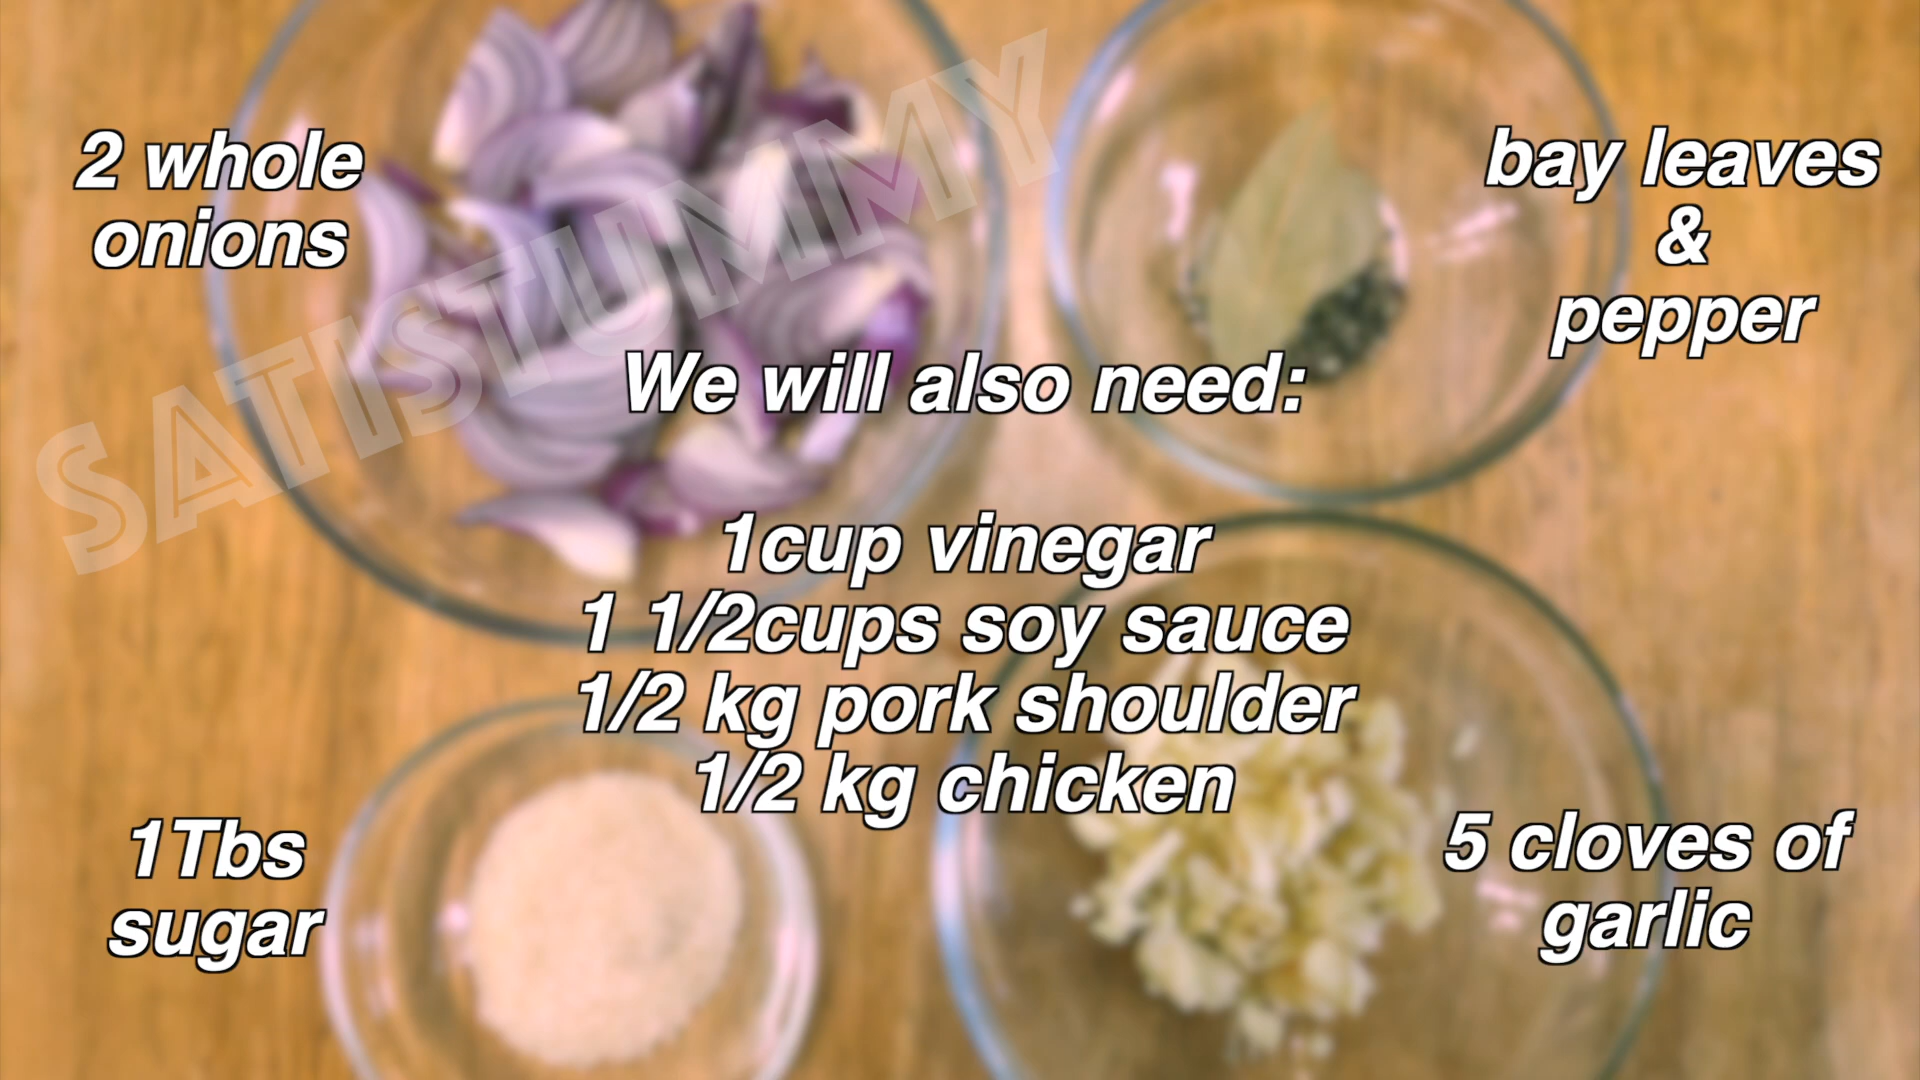 2 whole
onions
bay leaves
&
pepper
SATISTUMMY
We will also need:
1cup vinegar
1 1/2cups soy sauce
1/2 kg pork shoulder
1/2 kg chicken
1Tbs
sugar
5 cloves of
garlic